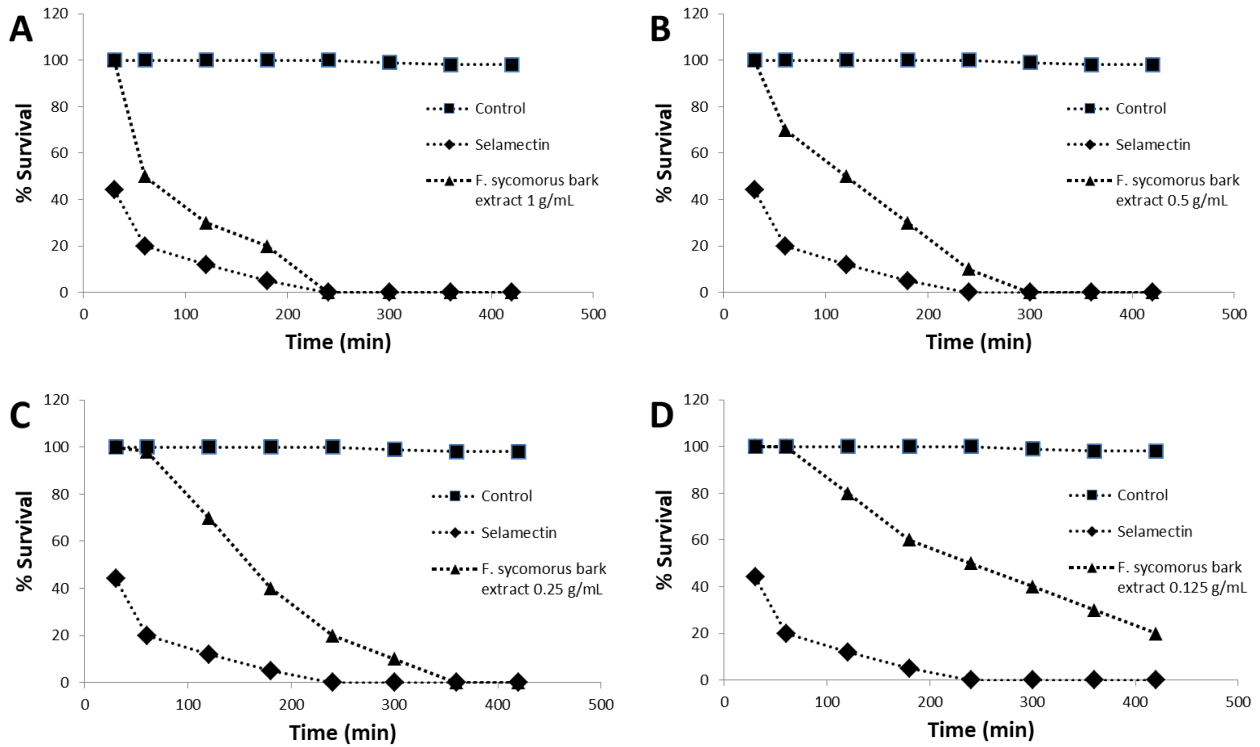 A
% Survival
120
100
80
60
40
20
0
0 100 200 300 400 500
Time (min)
Control
Selamectin
F. sycomorus bark
extract 1 g/mL
B
% Survival
120
100
80
60
40
20
0
0 100 200 300 400 500
Time (min)
Control
Selamectin
F. sycomorus bark
extract 0.5 g/mL
C
% Survival
120
100
80
60
40
20
0
0 100 200 300 400 500
Time (min)
Control
Selamectin
F. sycomorus bark
extract 0.25 g/mL
D
% Survival
120
100
80
60
40
20
0
0 100 200 300 400 500
Time (min)
Control
Selamectin
F. sycomorus bark
extract 0.125 g/mL